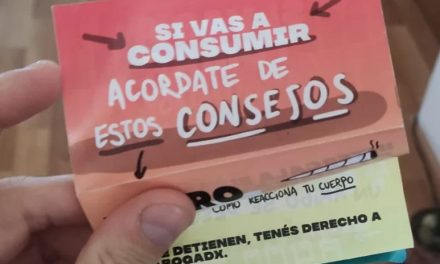 SI VAS A
CONSUMIR
ACORDATE DE
ESTOS CONSEJOS
RO
COMO REACCIONA TU CUERPO
E DETIENEN, TENÉS DERECHO A